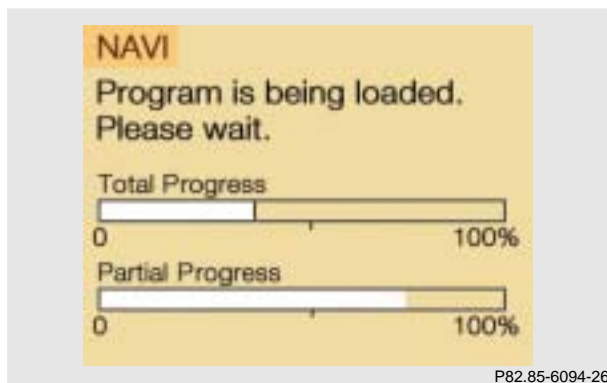 NAVI
Program is being loaded.
Please wait.
Total Progress
0 100%
Partial Progress
0 100%
P82.85-6094-26